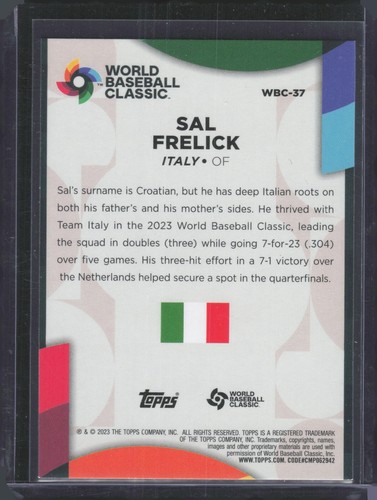 WORLD
BASEBALL
CLASSIC™
WBC-37
SAL
FRELICK
ITALY • OF
Sal's surname is Croatian, but he has deep Italian roots on
both his father's and his mother's sides. He thrived with
Team Italy in the 2023 World Baseball Classic, leading
the squad in doubles (three) while going 7-for-23 (.304)
over five games. His three-hit effort in a 7-1 victory over
the Netherlands helped secure a spot in the quarterfinals.
Topps
WORLD
BASEBALL
CLASSIC
® & © 2023 THE TOPPS COMPANY, INC. ALL RIGHTS RESERVED. TOPPS IS A REGISTERED TRADEMARK
OF THE TOPPS COMPANY, INC. Trademarks, copyrights, names,
images and other proprietary materials are used with
permission of World Baseball Classic, Inc.
WWW.TOPPS.COM. CODE#CMP062942